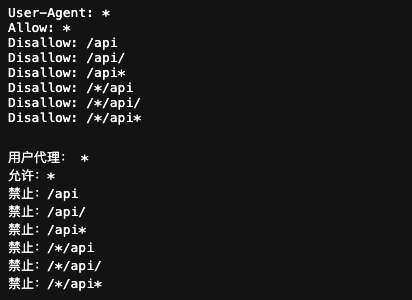 User-Agent: *
Allow: *
Disallow: /api
Disallow: /api/
Disallow: /api*
Disallow: /*/api
Disallow: /*/api/
Disallow: /*/api*
用户代理： *
允许：*
禁止：/api
禁止：/api/
禁止：/api*
禁止：/*/api
禁止：/*/api/
禁止：/*/api*